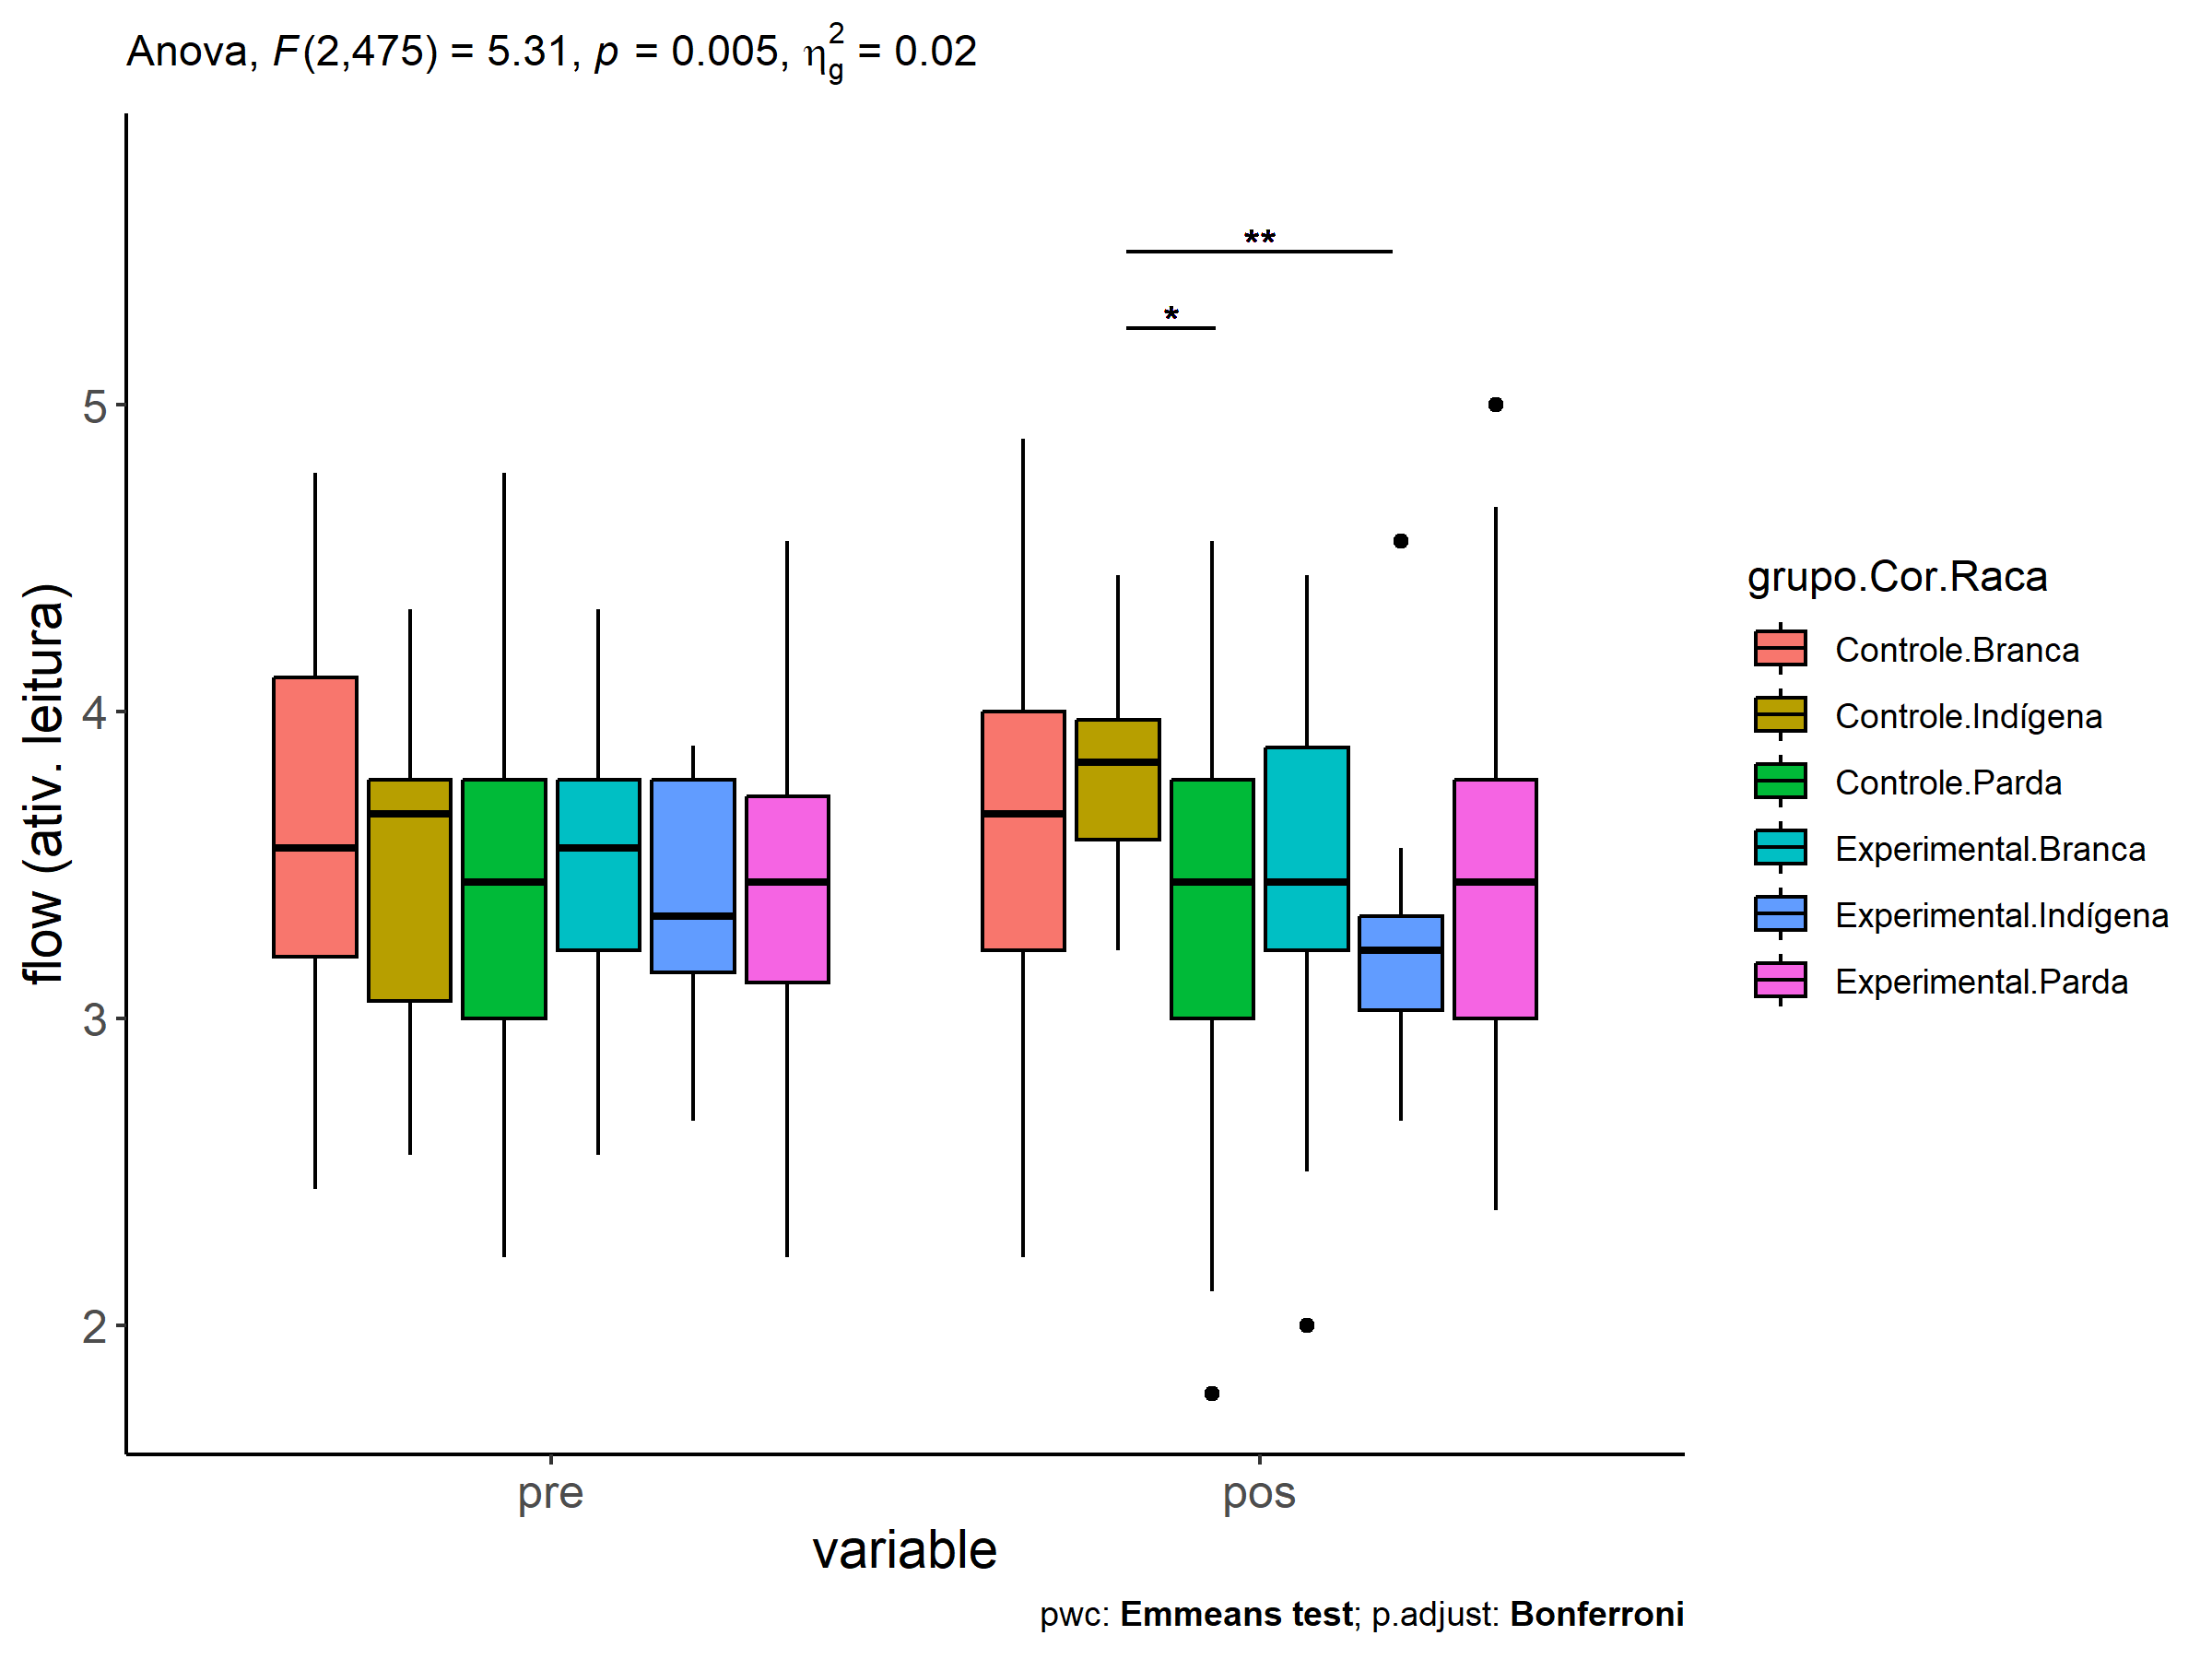 Anova, F(2,475) = 5.31, p = 0.005, η²g = 0.02
**
*
5
4
3
2
flow (ativ. leitura)
pre
pos
variable
grupo.Cor.Raca
Controle.Branca
Controle.Indígena
Controle.Parda
Experimental.Branca
Experimental.Indígena
Experimental.Parda
pwc: Emmeans test; p.adjust: Bonferroni